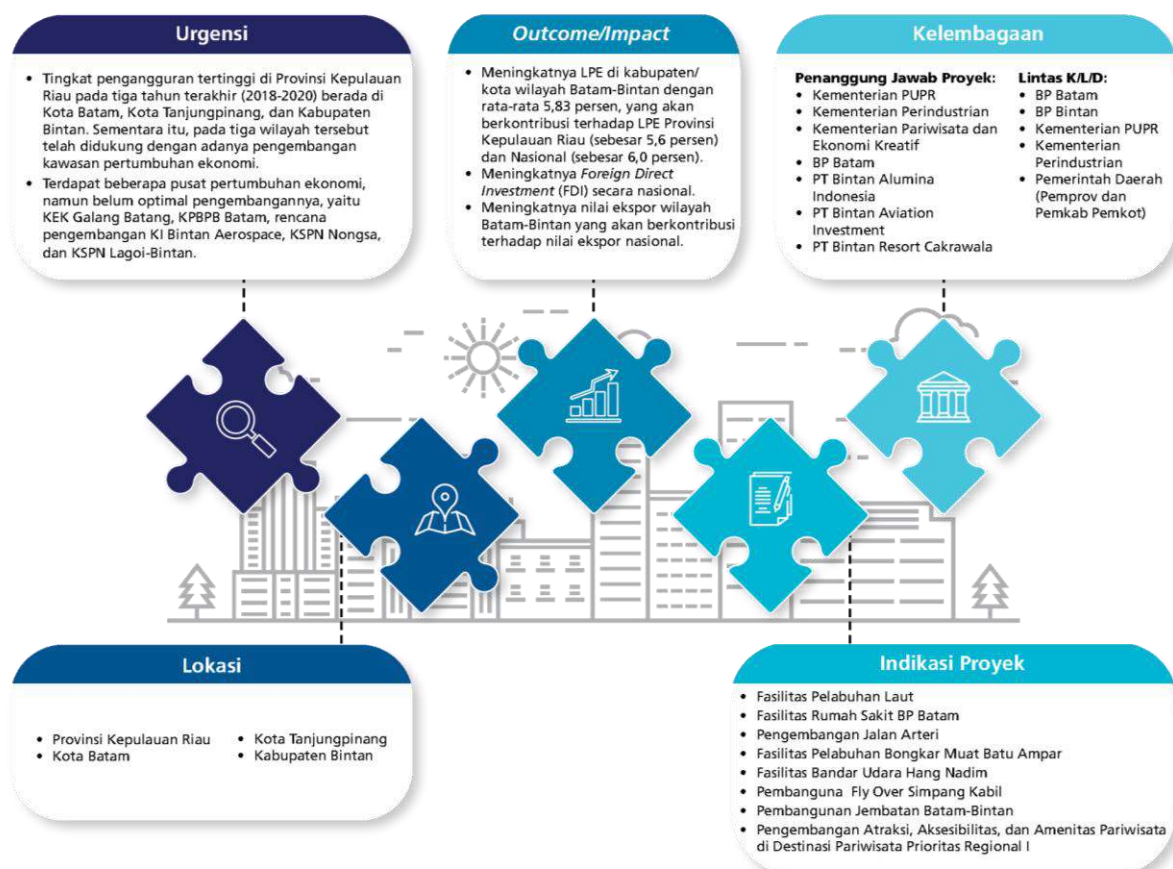 Urgensi
• Tingkat pengangguran tertinggi di Provinsi Kepulauan
Riau pada tiga tahun terakhir (2018-2020) berada di
Kota Batam, Kota Tanjungpinang, dan Kabupaten
Bintan. Sementara itu, pada tiga wilayah tersebut
telah didukung dengan adanya pengembangan
kawasan pertumbuhan ekonomi.
• Terdapat beberapa pusat pertumbuhan ekonomi,
namun belum optimal pengembangannya, yaitu
KEK Galang Batang, KPBPB Batam, rencana
pengembangan KI Bintan Aerospace, KSPN Nongsa,
dan KSPN Lagoi-Bintan.
Outcome/Impact
• Meningkatnya LPE di kabupaten/
kota wilayah Batam-Bintan dengan
rata-rata 5,83 persen, yang akan
berkontribusi terhadap LPE Provinsi
Kepulauan Riau (sebesar 5,6 persen)
dan Nasional (sebesar 6,0 persen).
• Meningkatnya Foreign Direct
Investment (FDI) secara nasional.
• Meningkatnya nilai ekspor wilayah
Batam-Bintan yang akan berkontribusi
terhadap nilai ekspor nasional.
Kelembagaan
Penanggung Jawab Proyek:
• Kementerian PUPR
• Kementerian Perindustrian
• Kementerian Pariwisata dan
Ekonomi Kreatif
• BP Batam
• PT Bintan Alumina
Indonesia
• PT Bintan Aviation
Investment
• PT Bintan Resort Cakrawala
Lintas K/L/D:
• BP Batam
• BP Bintan
• Kementerian PUPR
• Kementerian
Perindustrian
• Pemerintah Daerah
(Pemprov dan
Pemkab Pemkot)
Lokasi
• Provinsi Kepulauan Riau
• Kota Batam
• Kota Tanjungpinang
• Kabupaten Bintan
Indikasi Proyek
• Fasilitas Pelabuhan Laut
• Fasilitas Rumah Sakit BP Batam
• Pengembangan Jalan Arteri
• Fasilitas Pelabuhan Bongkar Muat Batu Ampar
• Fasilitas Bandar Udara Hang Nadim
• Pembanguna Fly Over Simpang Kabil
• Pembangunan Jembatan Batam-Bintan
• Pengembangan Atraksi, Aksesibilitas, dan Amenitas Pariwisata
di Destinasi Pariwisata Prioritas Regional I